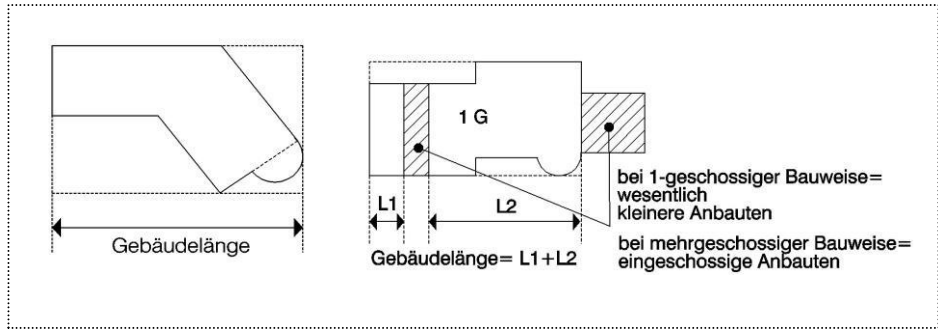 Gebäudelänge
1 G
L1
L2
Gebäudelänge= L1+L2
bei 1-geschossiger Bauweise=
wesentlich
kleinere Anbauten
bei mehrgeschossiger Bauweise=
eingeschossige Anbauten